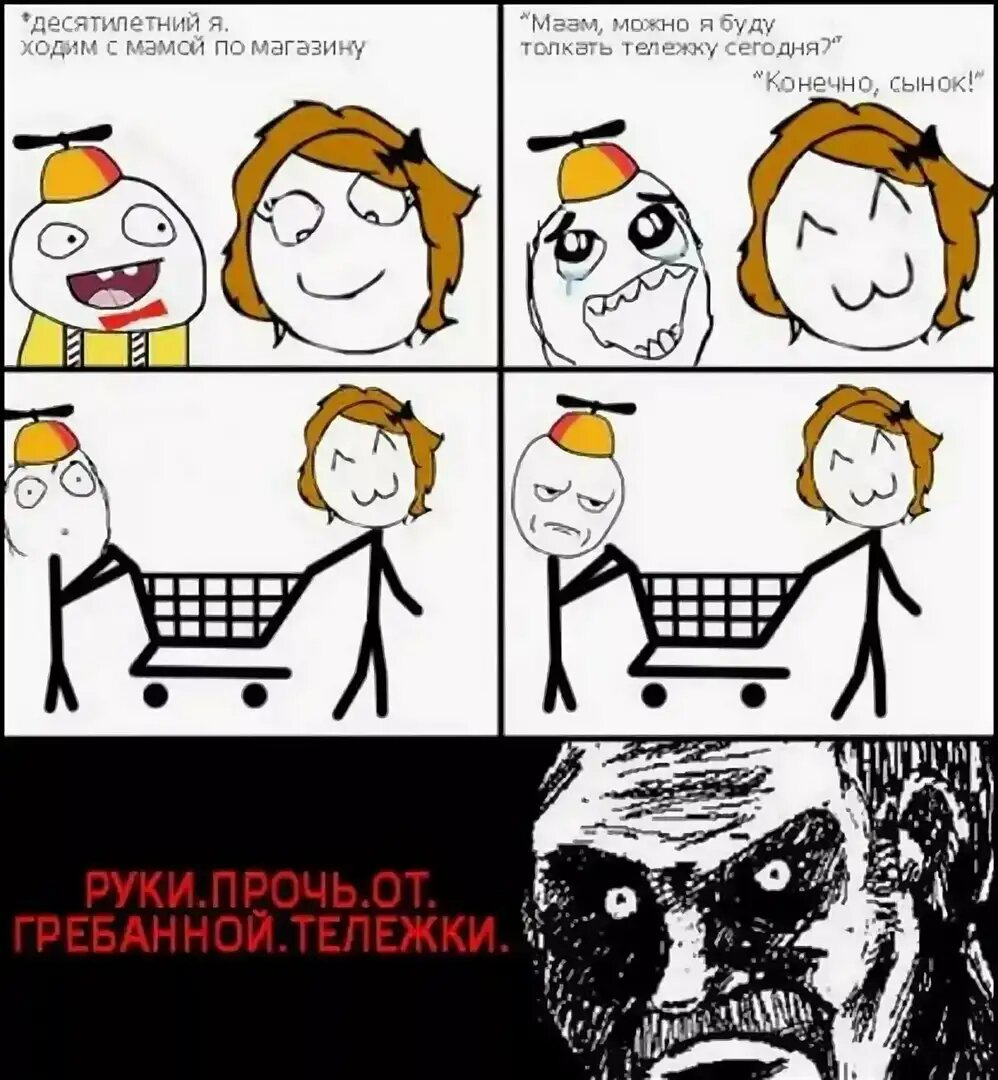 *десятилетний я.
ходим с мамой по магазину
"Маам, можно я буду
толкать тележку сегодня?"
"Конечно, сынок!"
РУКИ.ПРОЧЬ.ОТ.
ГРЕБАННОЙ.ТЕЛЕЖКИ.